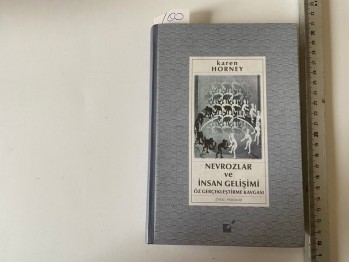 100
karen
HORNEY
NEVROZLAR
ve
İNSAN GELİŞİMİ
ÖZ GERÇEKLEŞTİRME KAVGASI